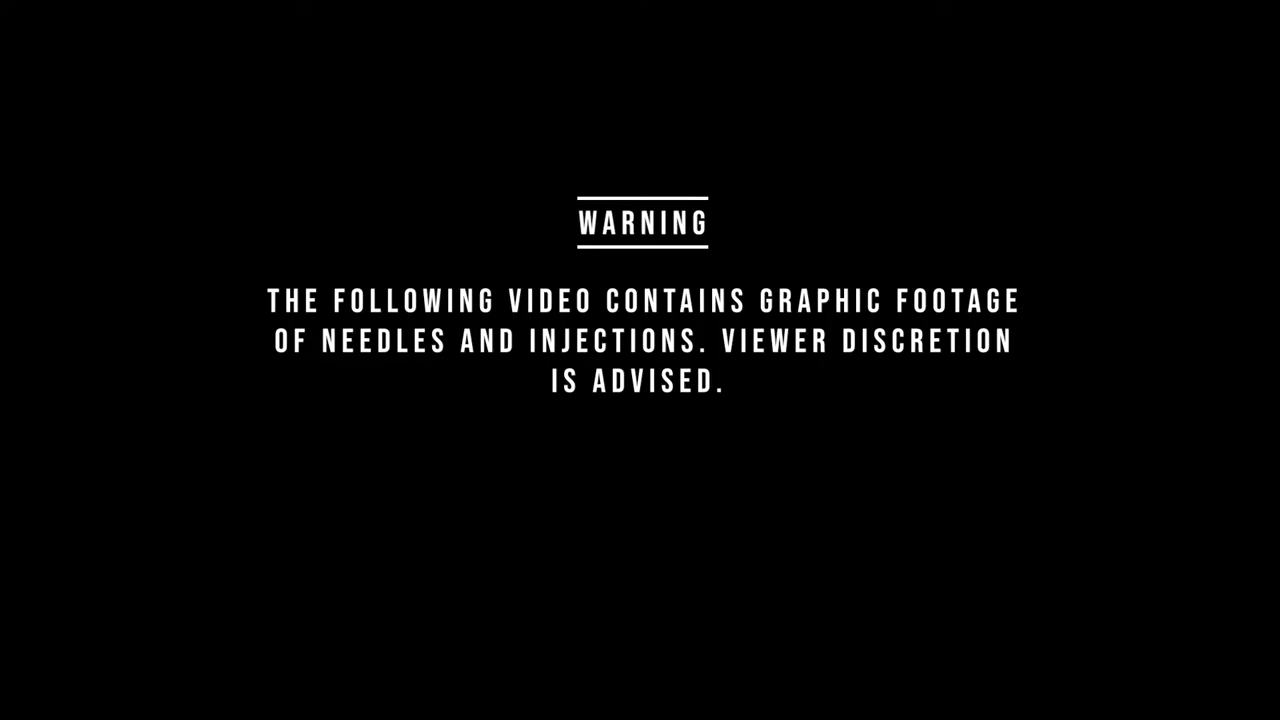 WARNING
THE FOLLOWING VIDEO CONTAINS GRAPHIC FOOTAGE
OF NEEDLES AND INJECTIONS. VIEWER DISCRETION
IS ADVISED.